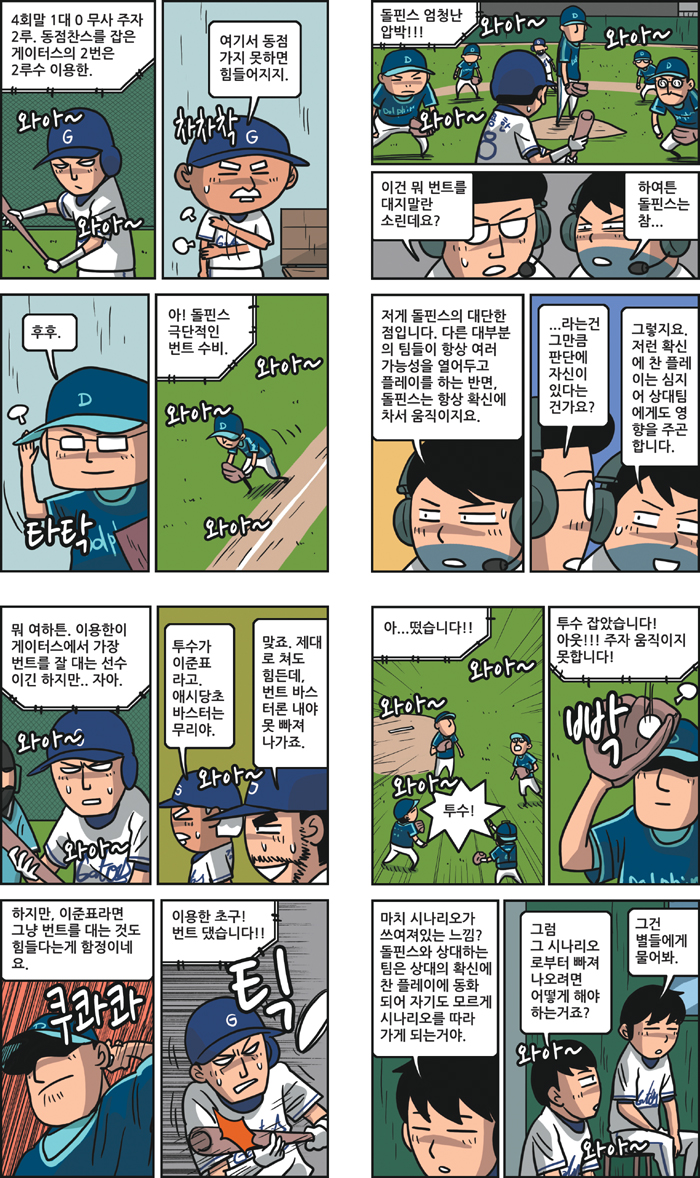 4회말 1대 0 무사 주자
2루. 동점찬스를 잡은
게이터스의 2번은
2루수 이용한.
와아~
G
와아~
여기서 동점
가지 못하면
힘들어지지.
차차착
G
후후.
D
타탁
아! 돌핀스
극단적인
번트 수비.
와아~
와아~
와아~
돌핀스 엄청난
압박!!!
와아~
와아~
D
D
Dolphin
와아~
8
이건 뭐 번트를
대지말란
소린데요?
하여튼
돌핀스는
참...
저게 돌핀스의 대단한
점입니다. 다른 대부분
의 팀들이 항상 여러
가능성을 열어두고
플레이를 하는 반면,
돌핀스는 항상 확신에
차서 움직이지요.
...라는건
그만큼
판단에
자신이
있다는
건가요?
그렇지요.
저런 확신
에 찬 플레
이는 심지
어 상대팀
에게도 영
향을 주곤
합니다.
뭐 여하튼. 이용한이
게이터스에서 가장
번트를 잘 대는 선수
이긴 하지만.. 자아.
와아~
와아~
Gators
투수가
이준표
라고.
애시당초
바스터는
무리야.
맞죠. 제대
로 쳐도
힘든데,
번트 바스
터론 내야
못 빠져
나가죠.
와아~
하지만, 이준표라면
그냥 번트를 대는 것도
힘들다는게 함정이네
요.
쿠콰콰
이용한 초구!
번트 댔습니다!!
틱
G
아...떴습니다!!
와아~
와아~
와아~
투수!
투수 잡았습니다!
아웃!!! 주자 움직이지
못합니다!
빡
Dolphin
마치 시나리오가
쓰여져있는 느낌?
돌핀스와 상대하는
팀은 상대의 확신에
찬 플레이에 동화
되어 자기도 모르게
시나리오를 따라
가게 되는거야.
그럼
그 시나리오
로부터 빠져
나오려면
어떻게 해야
하는거죠?
그건
별들에게
물어봐.
와아~
와아~